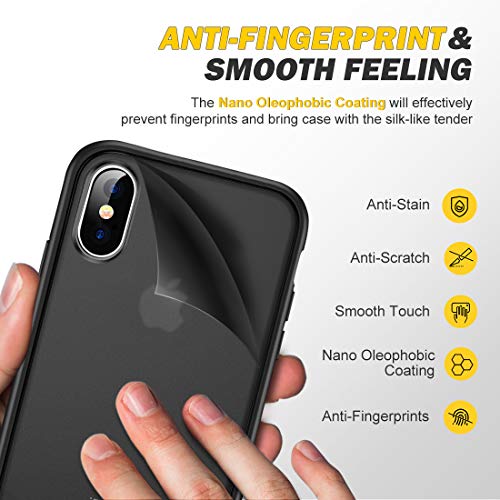 ANTI-FINGERPRINT &
SMOOTH FEELING
The Nano Oleophobic Coating will effectively
prevent fingerprints and bring case with the silk-like tender
Anti-Stain
Anti-Scratch
Smooth Touch
Nano Oleophobic
Coating
Anti-Fingerprints